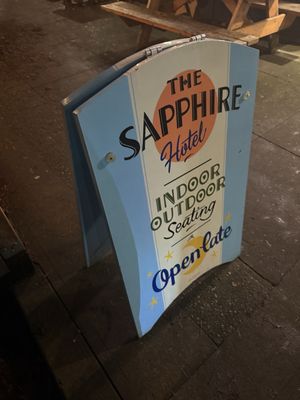 THE
SAPPHIRE
Hotel
INDOOR
OUTDOOR
Seating
Open late